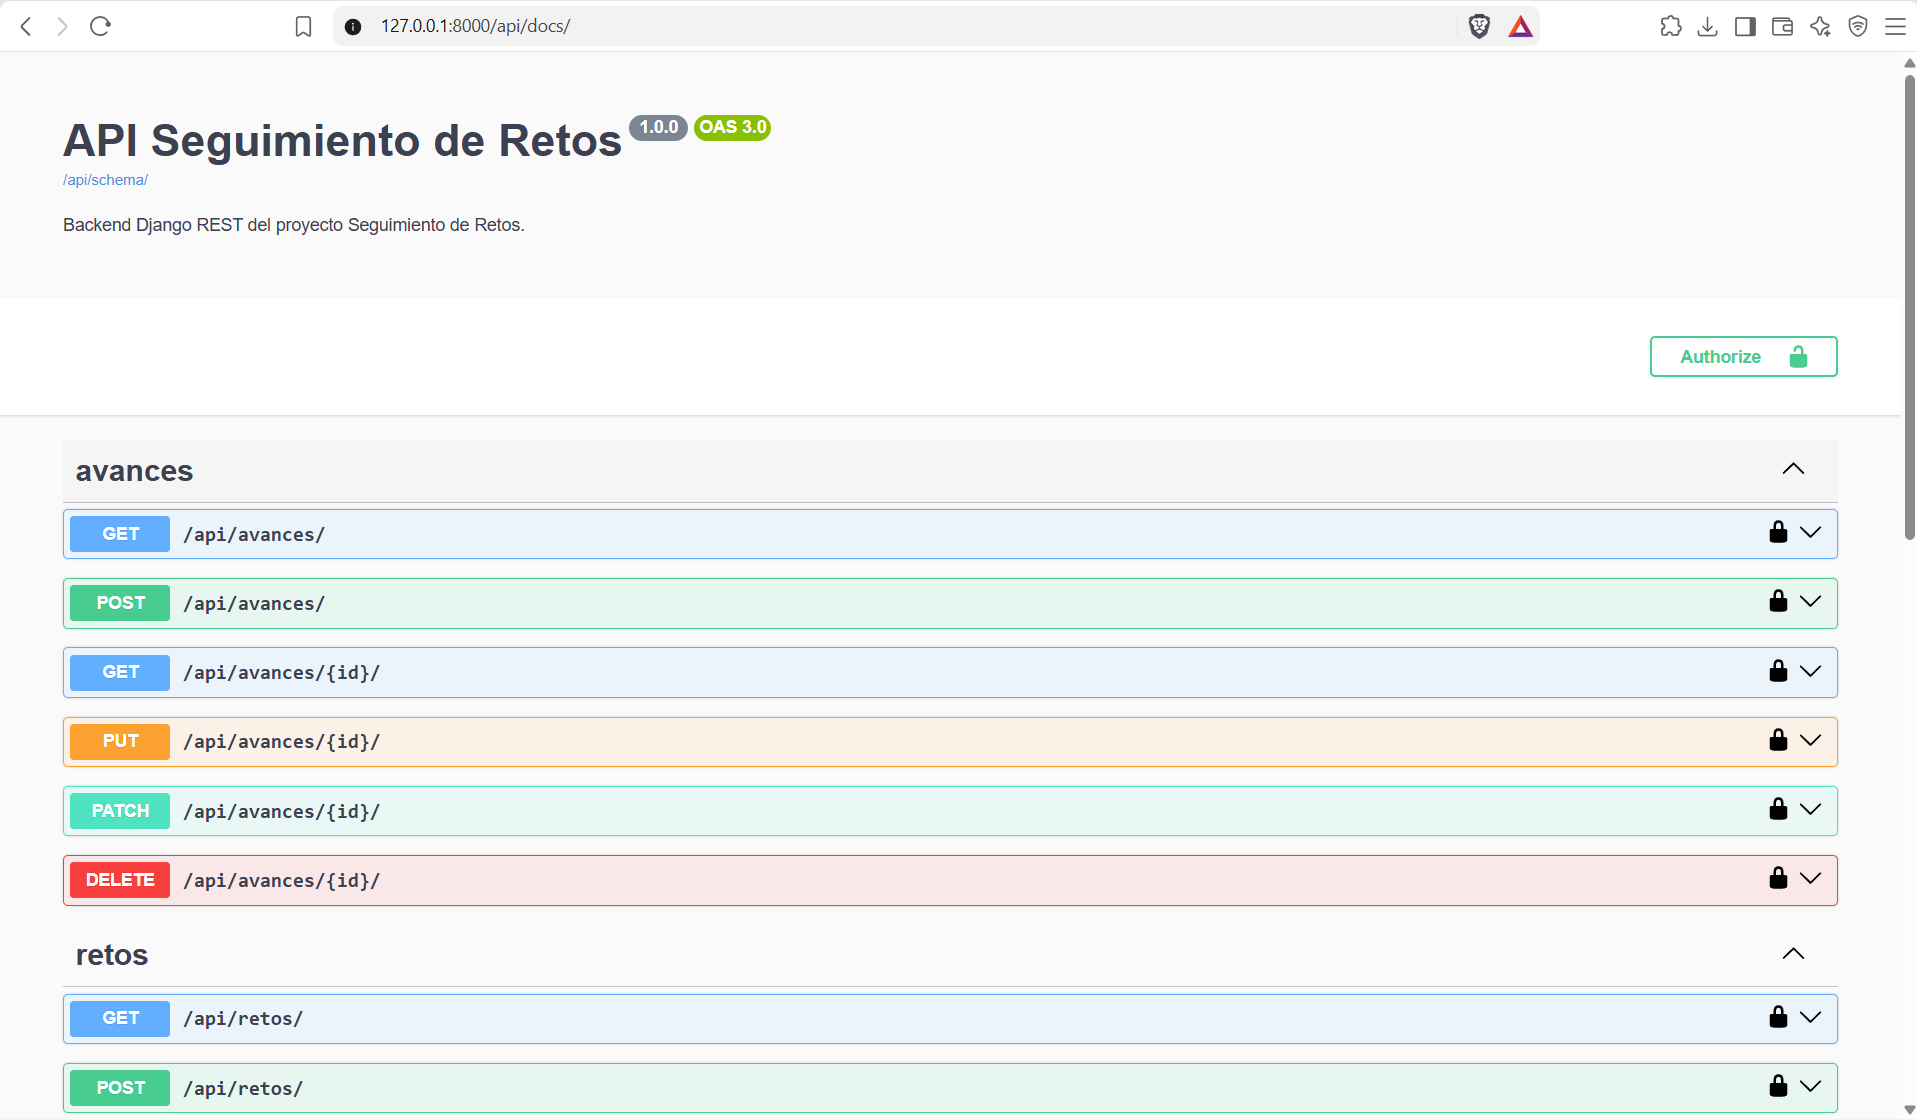 127.0.0.1:8000/api/docs/
API Seguimiento de Retos 1.0.0 OAS 3.0
/api/schema/
Backend Django REST del proyecto Seguimiento de Retos.
Authorize
avances
GET /api/avances/
POST /api/avances/
GET /api/avances/{id}/
PUT /api/avances/{id}/
PATCH /api/avances/{id}/
DELETE /api/avances/{id}/
retos
GET /api/retos/
POST /api/retos/